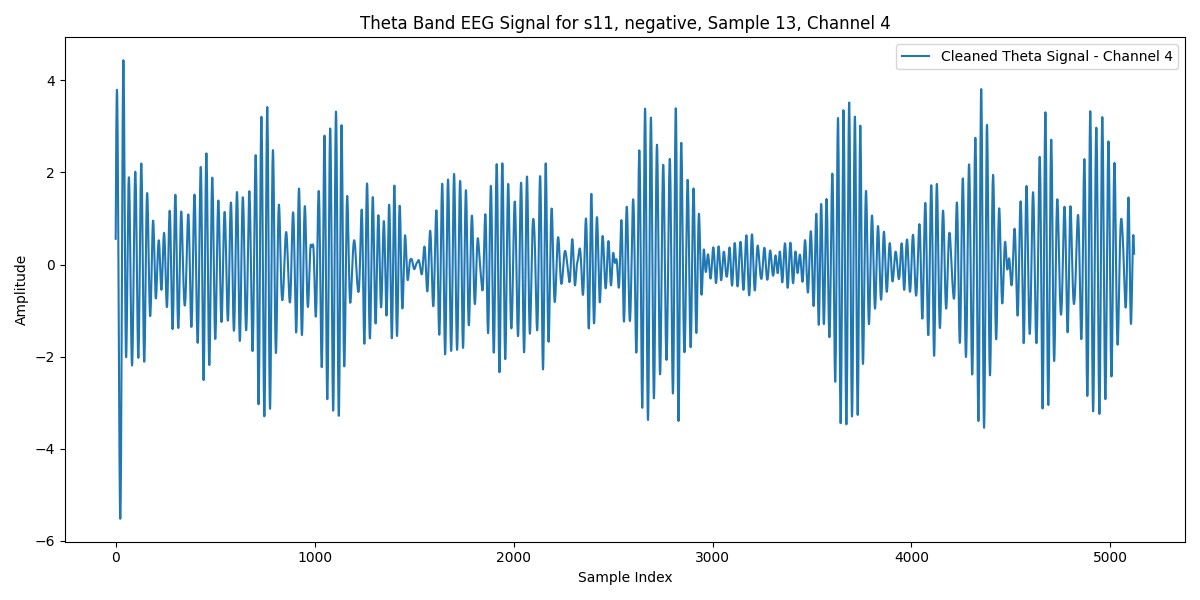 Theta Band EEG Signal for s11, negative, Sample 13, Channel 4
Cleaned Theta Signal - Channel 4
Amplitude
4
2
0
−2
−4
−6
0 1000 2000 3000 4000 5000
Sample Index